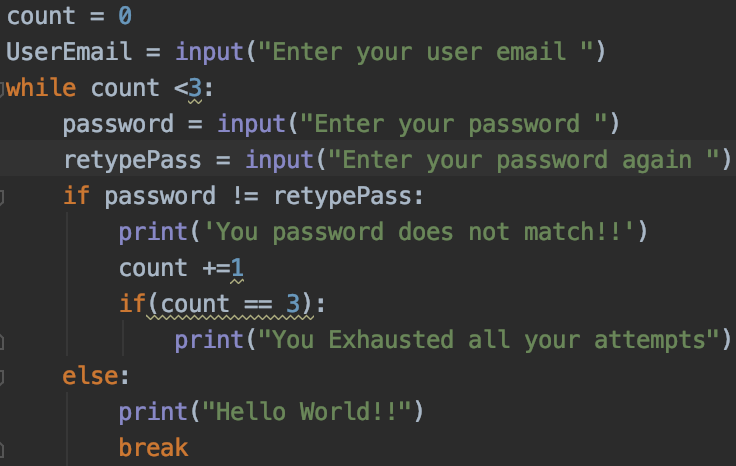 count = 0
UserEmail = input("Enter your user email ")
while count <3:
    password = input("Enter your password ")
    retypePass = input("Enter your password again ")
    if password != retypePass:
        print('You password does not match!!')
        count +=1
        if(count == 3):
            print("You Exhausted all your attempts")
    else:
        print("Hello World!!")
        break